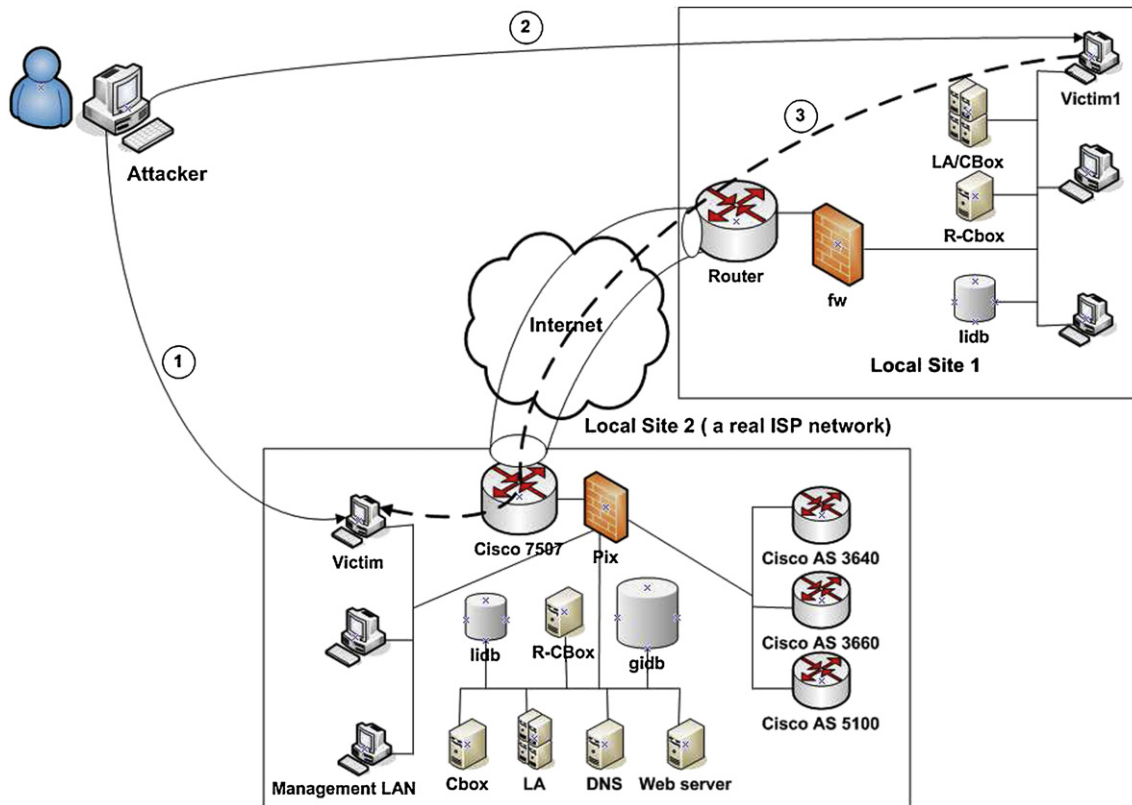 2
Attacker
Victim1
3
LA/CBox
R-Cbox
Router
fw
lidb
Internet
Local Site 1
1
Local Site 2 ( a real ISP network)
Victim
Cisco 7507
Pix
Cisco AS 3640
lidb
R-CBox
gidb
Cisco AS 3660
Cisco AS 5100
Management LAN
Cbox
LA
DNS
Web server